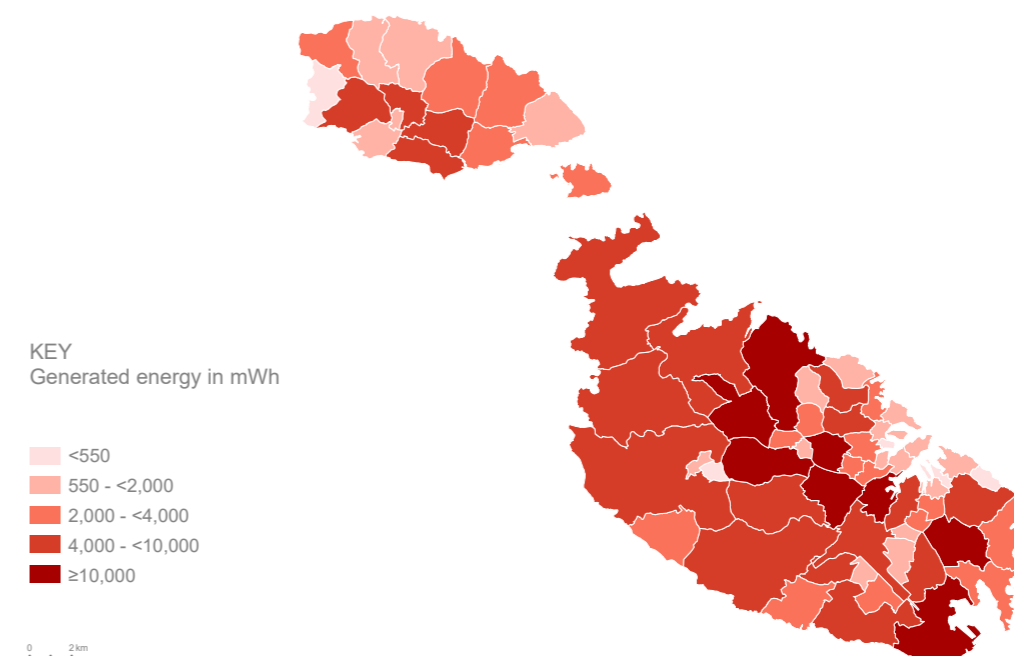 KEY
Generated energy in mWh
<550
550 - <2,000
2,000 - <4,000
4,000 - <10,000
≥10,000
0 2 km